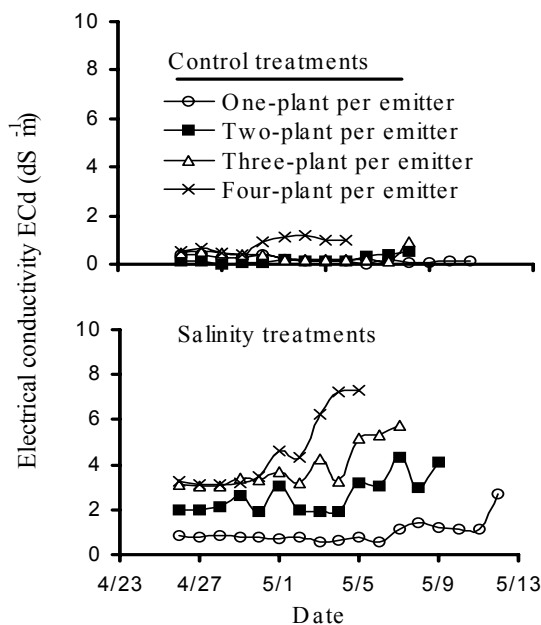 10
8
6
4
2
0
Control treatments
One-plant per emitter
Two-plant per emitter
Three-plant per emitter
Four-plant per emitter
Electrical conductivity ECd (dS m-1)
10
8
6
4
2
0
Salinity treatments
4/23 4/27 5/1 5/5 5/9 5/13
Date